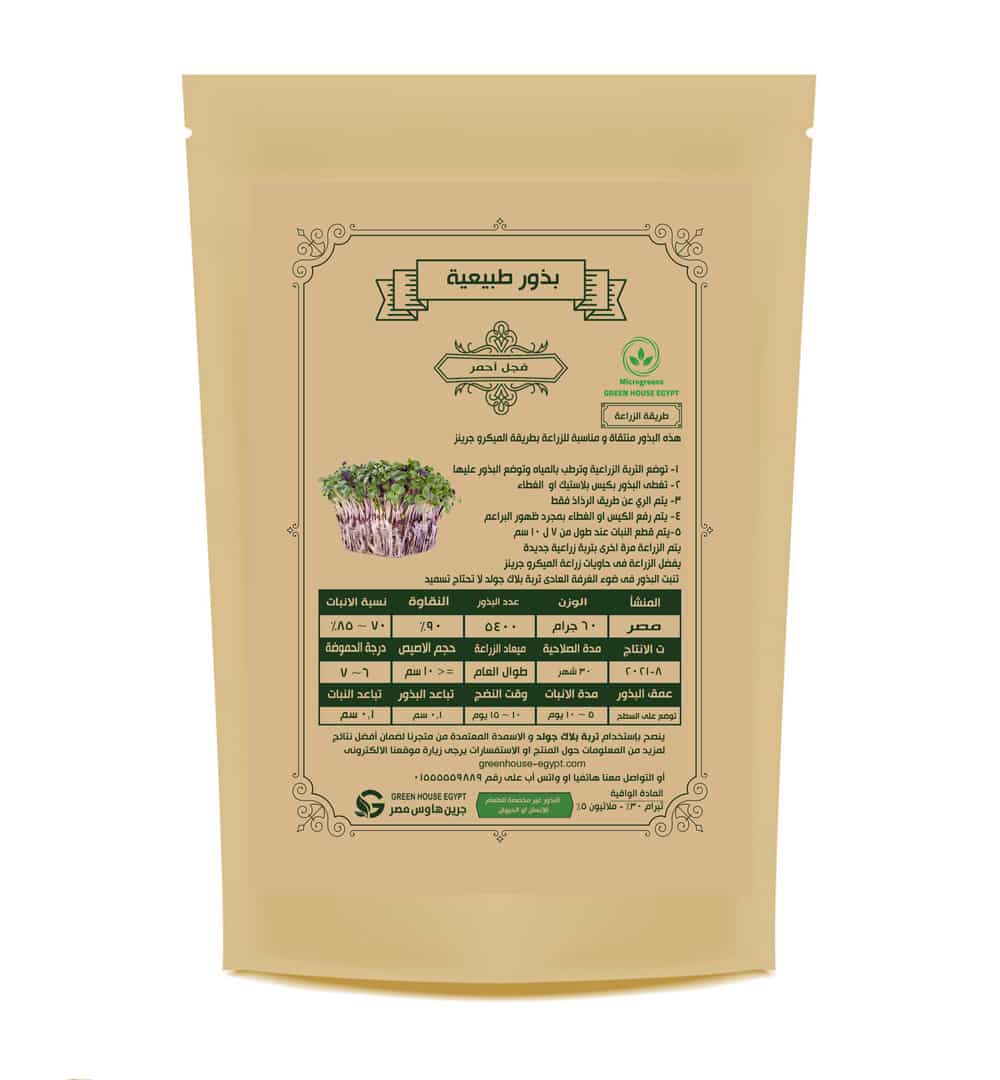 بذور طبيعية
فجل أحمر
Microgreens
GREEN HOUSE EGYPT
طريقة الزراعة
هذه البذور منتقاة و مناسبة للزراعة بطريقة الميكرو جرينز
١- توضع التربة الزراعية وترطب بالمياه وتوضع البذور عليها
٢- تغطى البذور بكيس بلاستيك او الغطاء
٣- يتم الري عن طريق الرذاذ فقط
٤- يتم رفع الكيس او الغطاء بمجرد ظهور البراعم
٥-يتم قطع النبات عند طول من ٧ ل ١٠ سم
يتم الزراعة مرة اخرى بتربة زراعية جديدة
يفضل الزراعة فى حاويات زراعة الميكرو جرينز
تنبت البذور فى ضوء الغرفة العادى تربة بلاك جولد لا تحتاج تسميد
المنشأ الوزن عدد البذور النقاوة نسبة الانبات
مصر ٦٠ جرام ٥٤٠٠ ٩٠٪ ٧٠ ~ ٨٥٪
ت الانتاج مدة الصلاحية ميعاد الزراعة حجم الاصيص درجة الحموضة
٨-٢٠٢١ ٣٠ شهر طوال العام =< ١٠ سم ٦~ ٧
عمق البذور مدة الانبات وقت النضج تباعد البذور تباعد النبات
توضع على السطح ٥ ~ ١٠ يوم ١٠ ~ ١٥ يوم ٠,١ سم ٠,١ سم
ينصح بإستخدام تربة بلاك جولد و الاسمدة المعتمدة من متجرنا لضمان أفضل نتائج
لمزيد من المعلومات حول المنتج او الاستفسارات يرجى زيارة موقعنا الالكترونى
greenhouse-egypt.com
أو التواصل معنا هاتفيا او واتس أب على رقم ٠١٥٥٥٥٥٩٨٨٩
المادة الواقية
ثيرام ٣٠٪ - ملاثيون ٥٪
البذور غير مخصصة للطعام
للإنسان او الحيوان
GREEN HOUSE EGYPT
جرين هاوس مصر